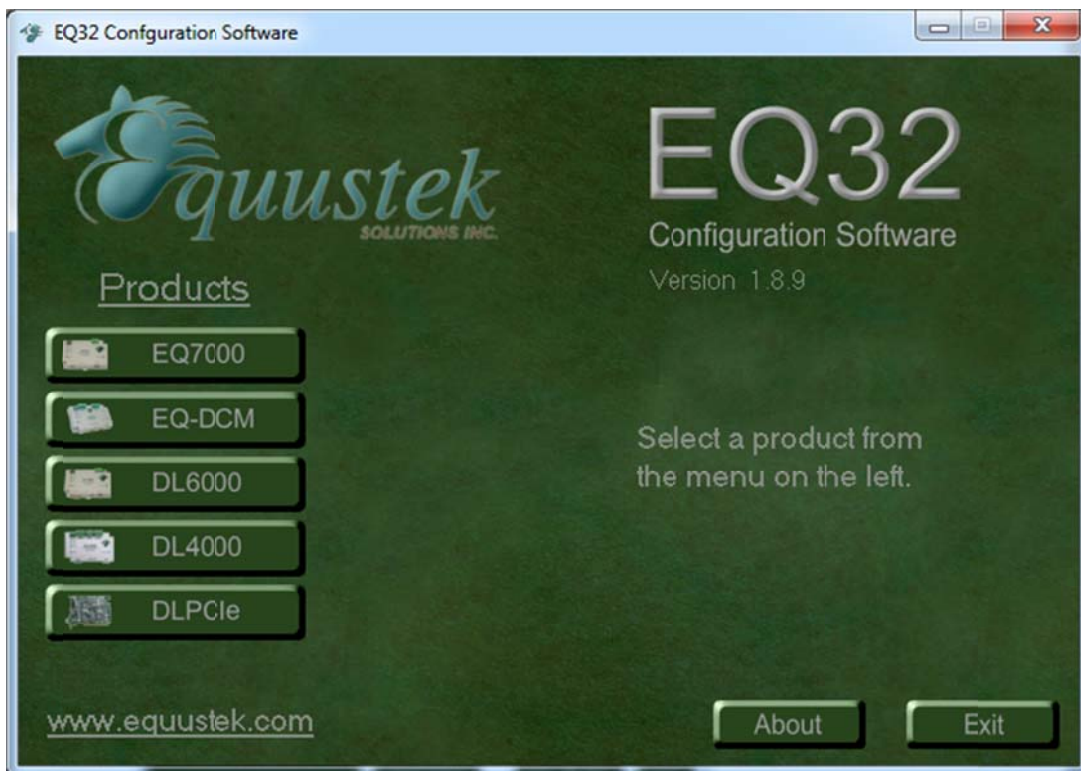 EQ32 Confguration Software
Equustek
SOLUTIONS INC.
EQ32
Configuration Software
Version 1.8.9
Products
EQ7000
EQ-DCM
DL6000
DL4000
DLPCIe
Select a product from
the menu on the left.
www.equustek.com
About
Exit